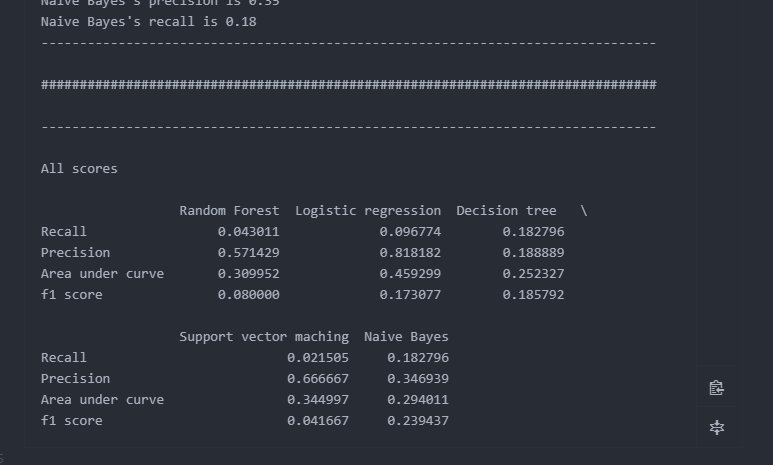 Naive Bayes's precision is 0.35
Naive Bayes's recall is 0.18
--------------------------------------------------------------------------------
################################################################################
--------------------------------------------------------------------------------
All scores
Random Forest  Logistic regression  Decision tree   \
Recall 0.043011 0.096774 0.182796
Precision 0.571429 0.818182 0.188889
Area under curve 0.309952 0.459299 0.252327
f1 score 0.080000 0.173077 0.185792
Support vector maching  Naive Bayes
Recall 0.021505 0.182796
Precision 0.666667 0.346939
Area under curve 0.344997 0.294011
f1 score 0.041667 0.239437